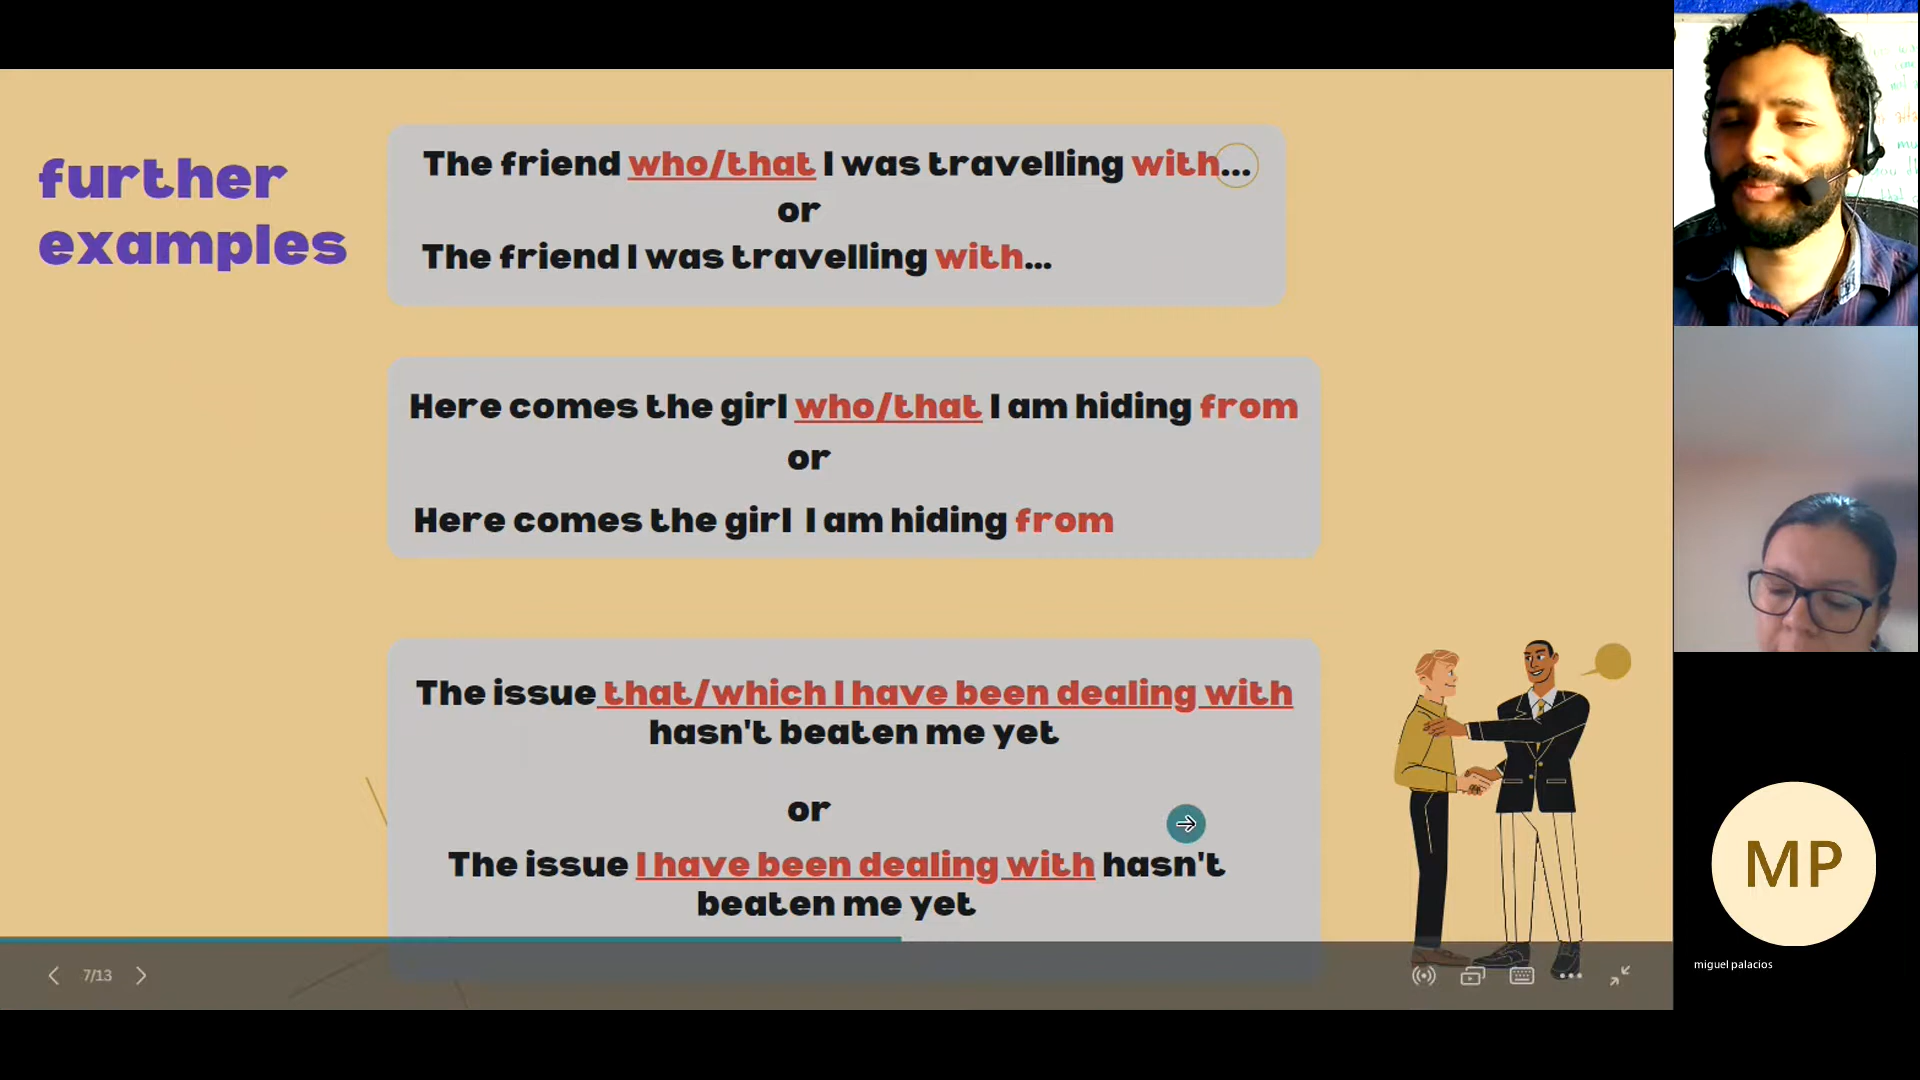 further
examples
The friend who/that I was travelling with...
or
The friend I was travelling with...
Here comes the girl who/that I am hiding from
or
Here comes the girl I am hiding from
The issue that/which I have been dealing with
hasn't beaten me yet
or
The issue I have been dealing with hasn't
beaten me yet
7/13
MP
miguel palacios